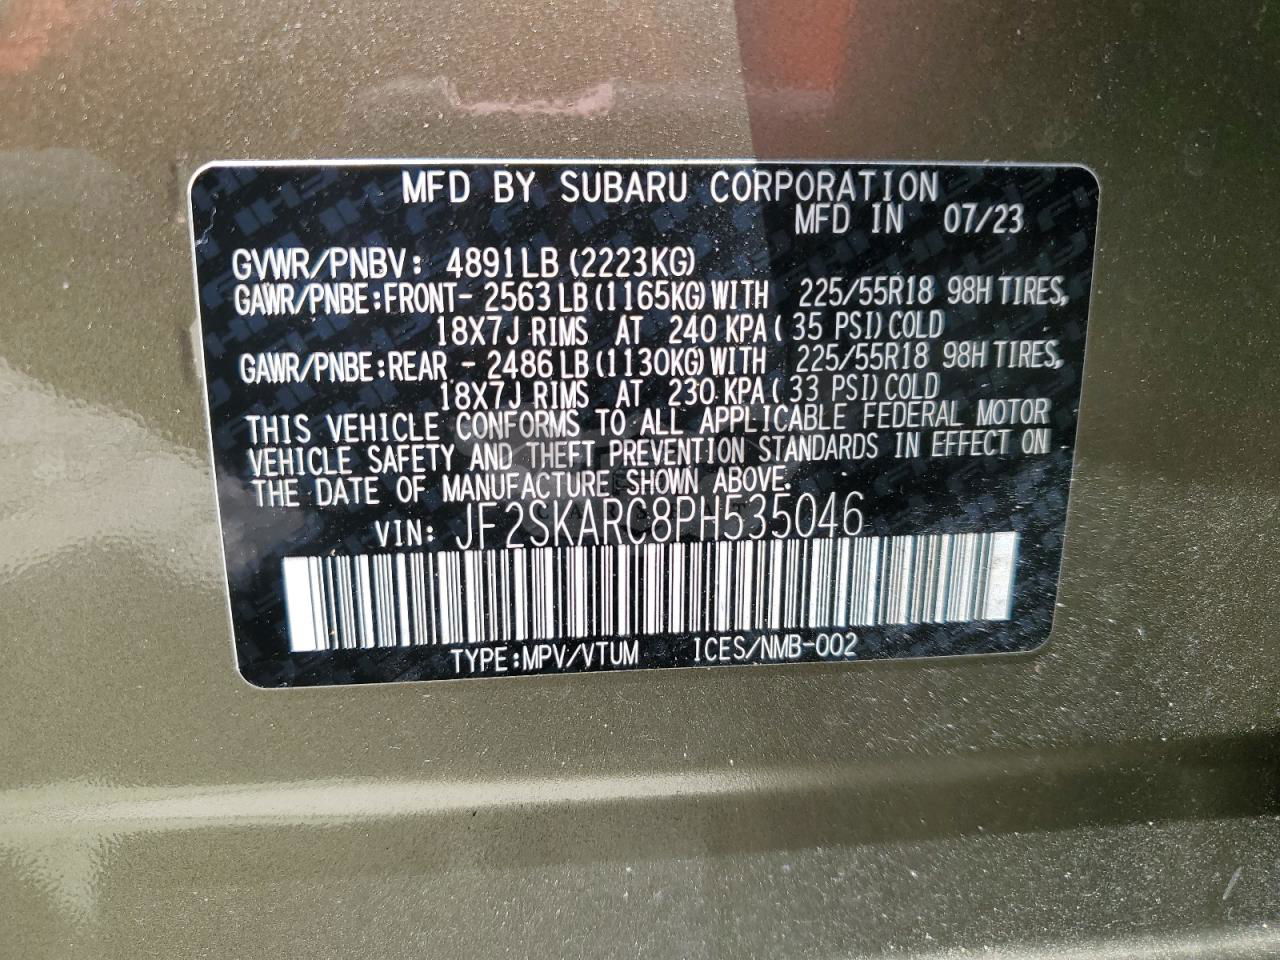 MFD BY SUBARU CORPORATION
MFD IN 07/23
GVWR/PNBV: 4891LB (2223KG)
GAWR/PNBE:FRONT- 2563LB (1165KG) WITH 225/55R18 98H TIRES,
18X7J RIMS AT 240 KPA( 35 PSI) COLD
GAWR/PNBE:REAR - 2486LB (1130KG) WITH 225/55R18 98H TIRES,
18X7J RIMS AT 230 KPA( 33 PSI) COLD
THIS VEHICLE CONFORMS TO ALL APPLICABLE FEDERAL MOTOR
VEHICLE SAFETY AND THEFT PREVENTION STANDARDS IN EFFECT ON
THE DATE OF MANUFACTURE SHOWN ABOVE.
VIN: JF2SKARC8PH535046
TYPE:MPV/VTUM ICES/NMB-002